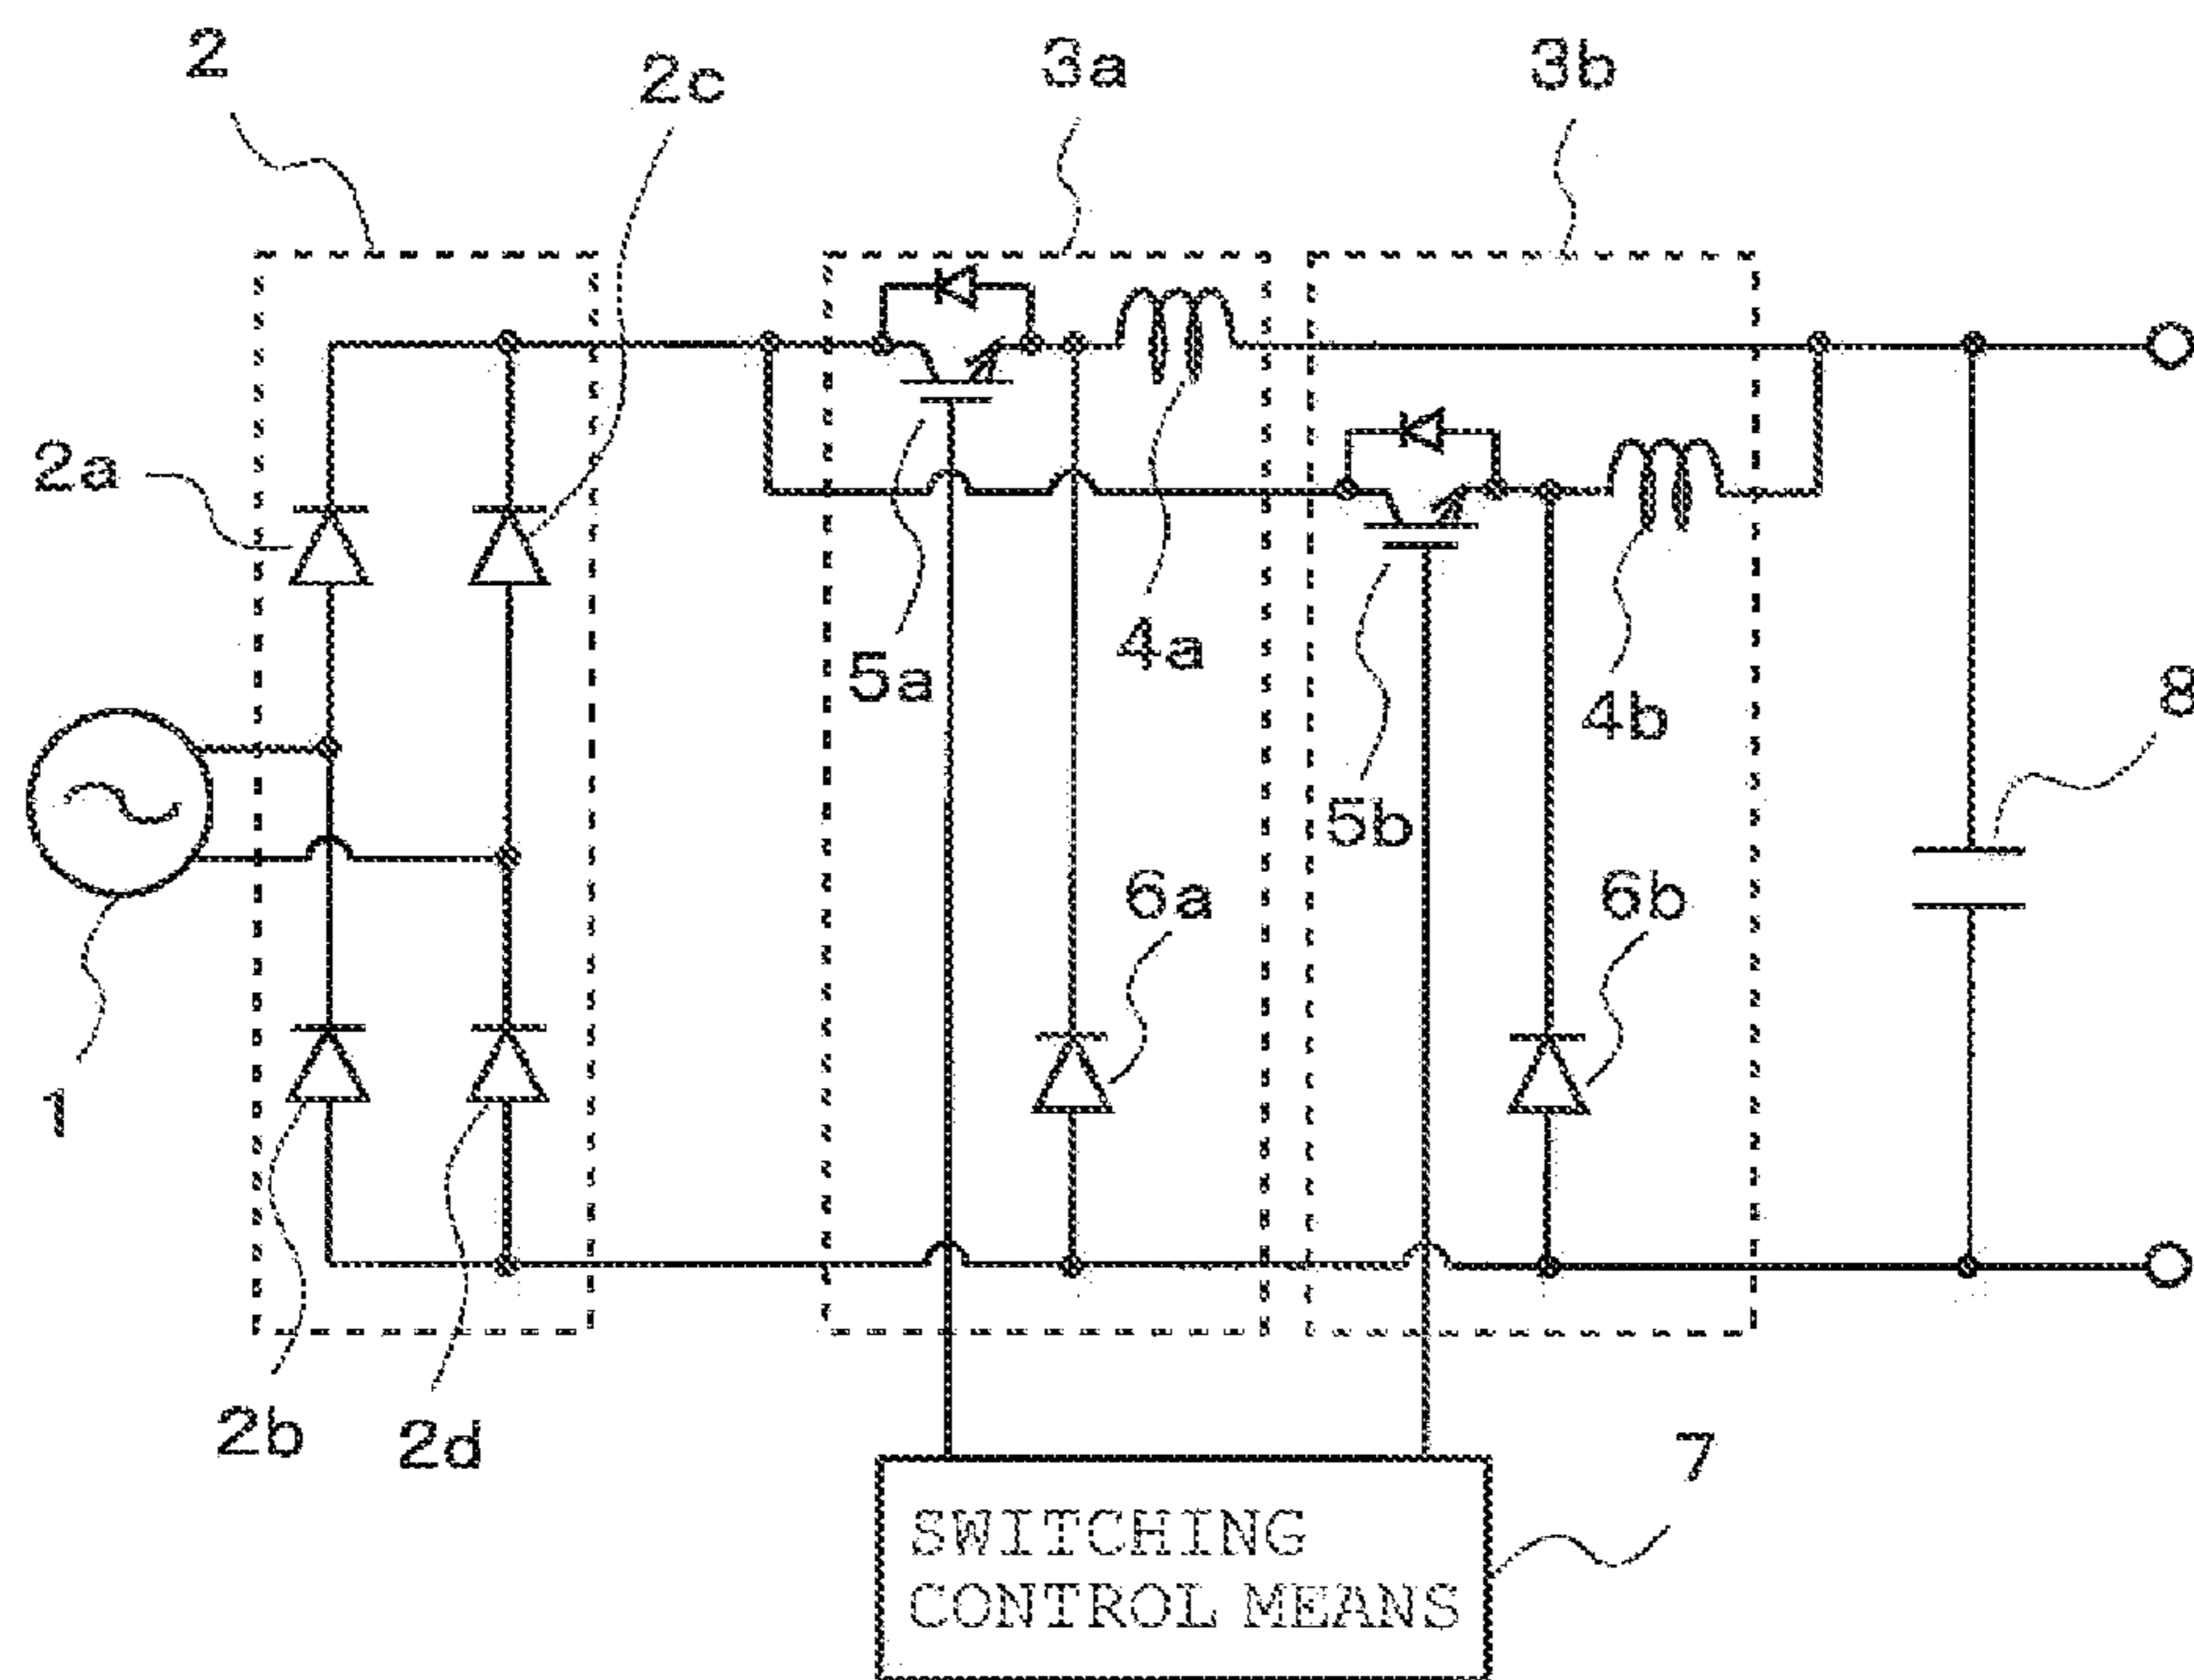 2
2c
3a
3b
2a
5a
4a
4b
8
5b
6a
6b
1
2b
2d
7
SWITCHING
CONTROL MEANS